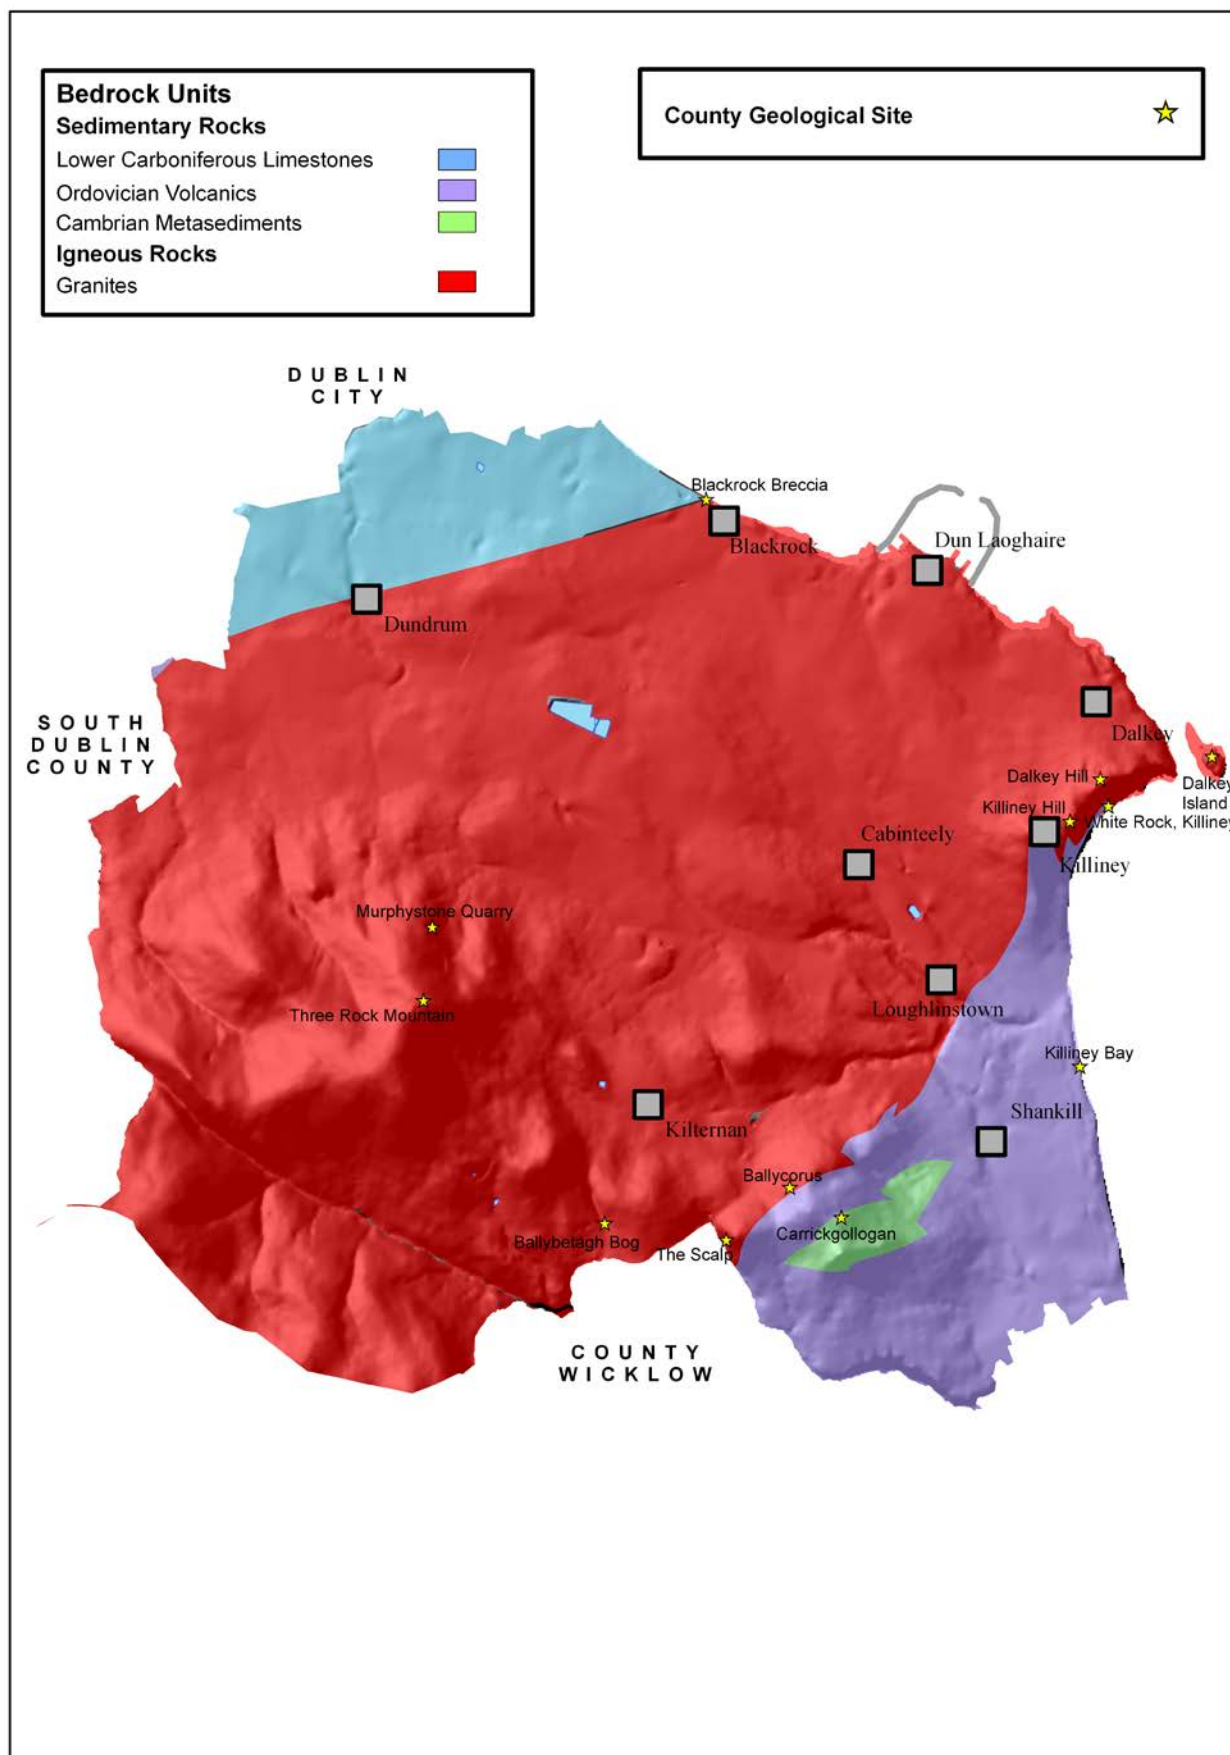 Bedrock Units
Sedimentary Rocks
Lower Carboniferous Limestones
Ordovician Volcanics
Cambrian Metasediments
Igneous Rocks
Granites
County Geological Site
DUBLIN
CITY
Blackrock Breccia
Blackrock
Dun Laoghaire
Dundrum
SOUTH
DUBLIN
COUNTY
Dalkey
Dalkey Hill
Dalkey
Island
Killiney Hill
White Rock, Killiney
Cabinteely
Killiney
Murphystone Quarry
Three Rock Mountain
Loughlinstown
Killiney Bay
Kilternan
Shankill
Ballycorus
Ballybetagh Bog
The Scalp
Carrickgollogan
COUNTY
WICKLOW